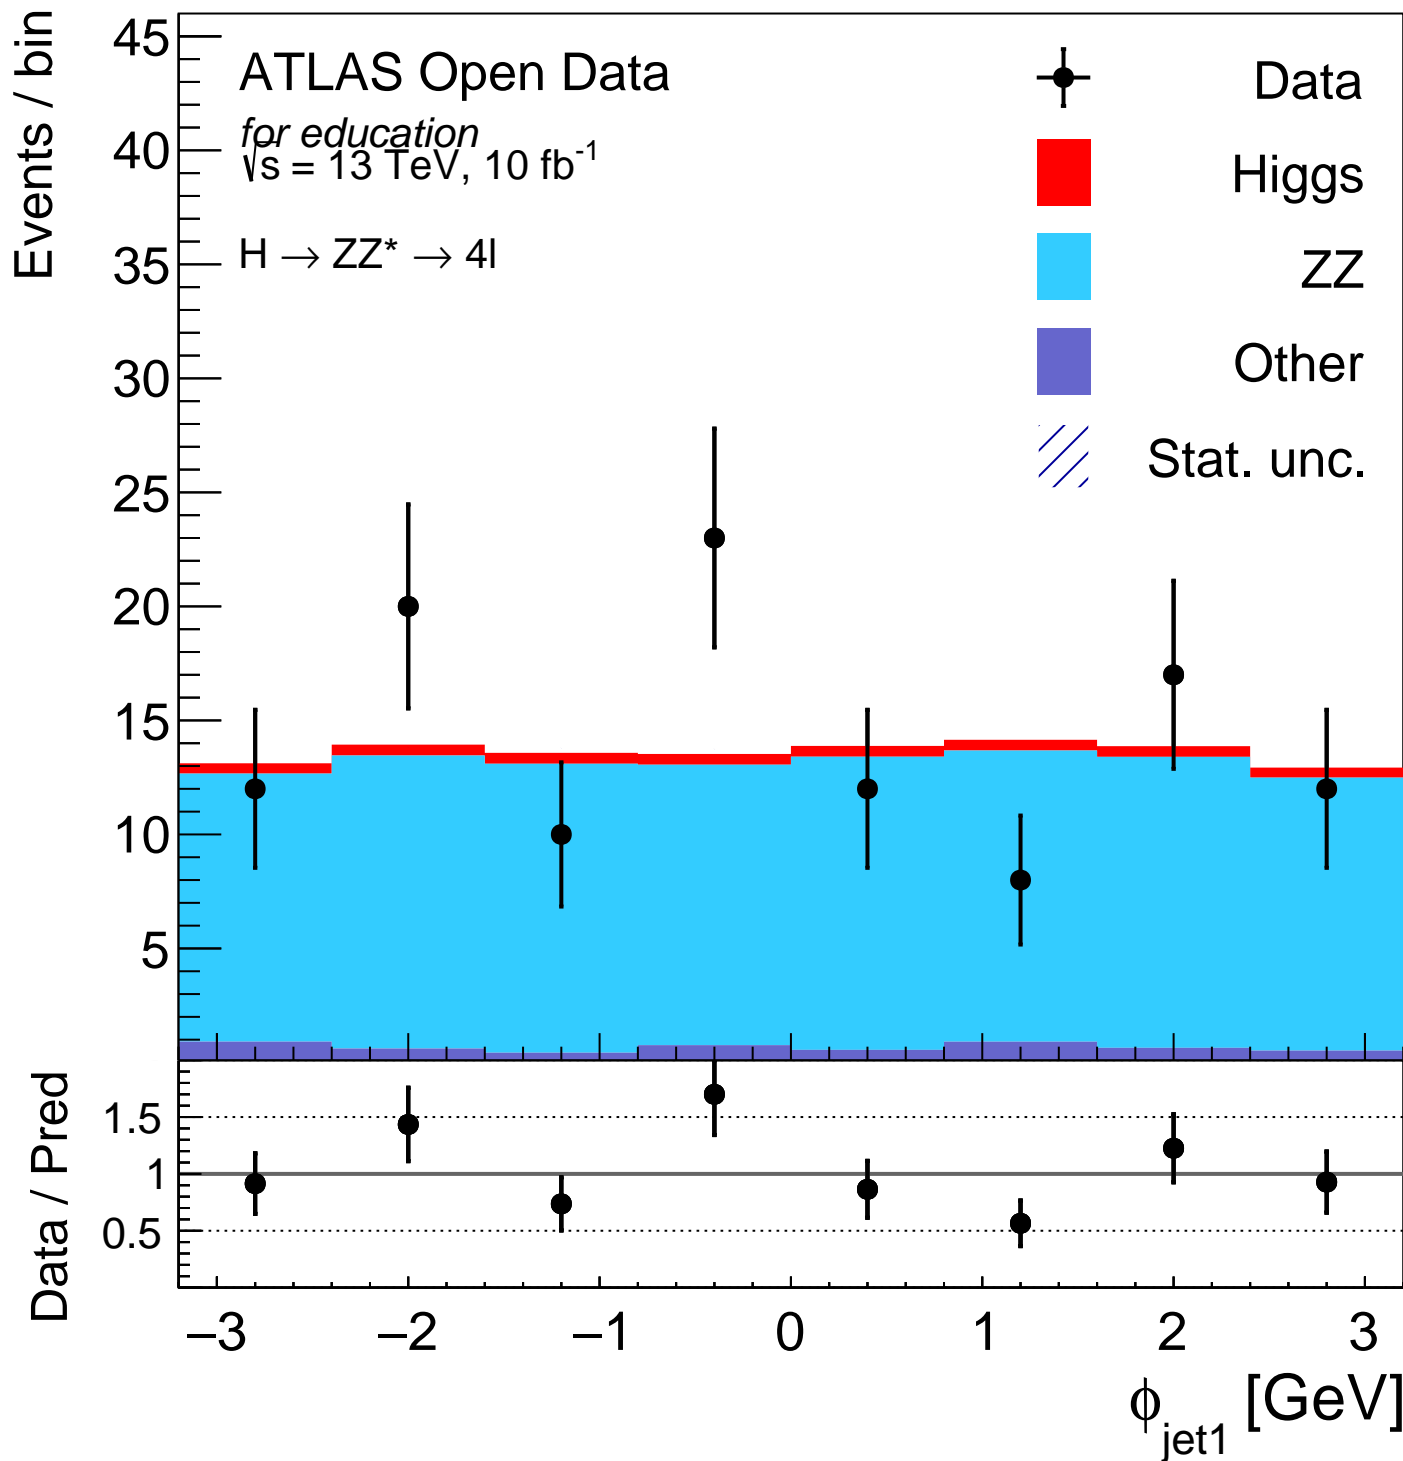 Events / bin
45
40
35
30
25
20
15
10
5
ATLAS Open Data
for education
√s = 13 TeV, 10 fb⁻¹
H → ZZ* → 4l
Data
Higgs
ZZ
Other
Stat. unc.
Data / Pred
1.5
1
0.5
−3 −2 −1 0 1 2 3
ϕjet1 [GeV]